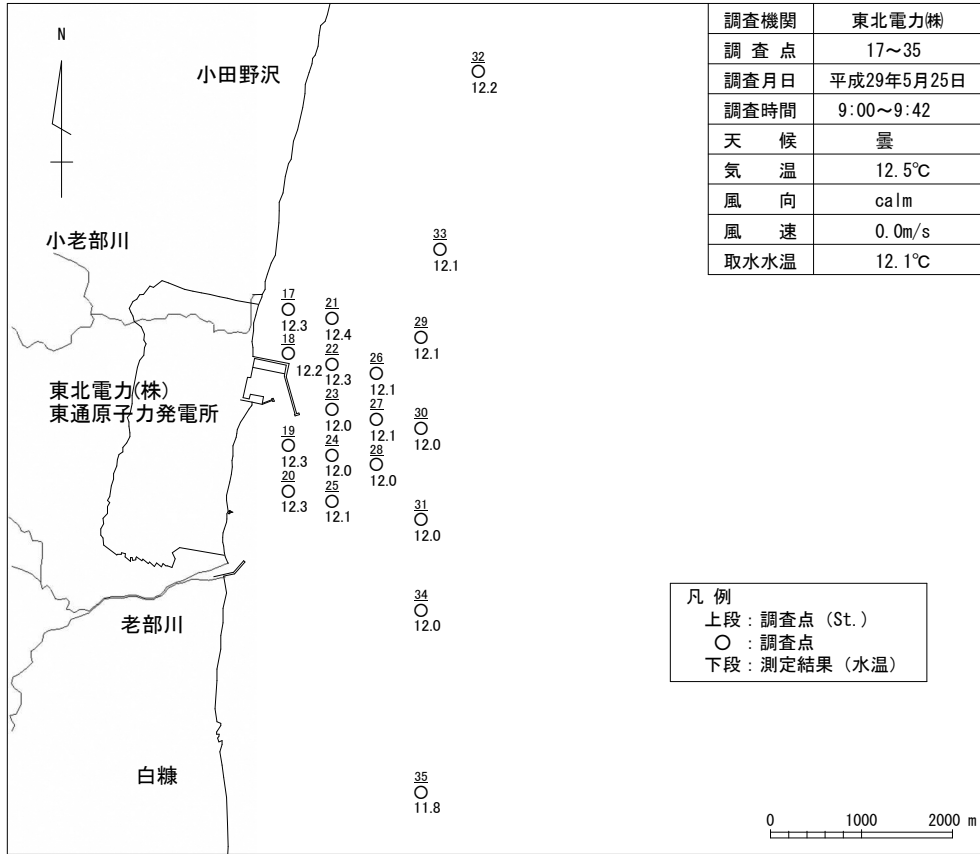 調査機関 東北電力㈱
調査点 17～35
調査月日 平成29年5月25日
調査時間 9:00～9:42
天候 曇
気温 12.5℃
風向 calm
風速 0.0m/s
取水水温 12.1℃
N
小田野沢
32
12.2
小老部川
33
12.1
17
12.3
21
12.4
29
12.1
18
12.2
22
12.3
26
12.1
東北電力(株)
東通原子力発電所
23
12.0
27
12.1
30
12.0
19
12.3
24
12.0
28
12.0
20
12.3
25
12.1
31
12.0
34
12.0
老部川
凡例
上段：調査点（St.）
○：調査点
下段：測定結果（水温）
白糠
35
11.8
0 1000 2000 m